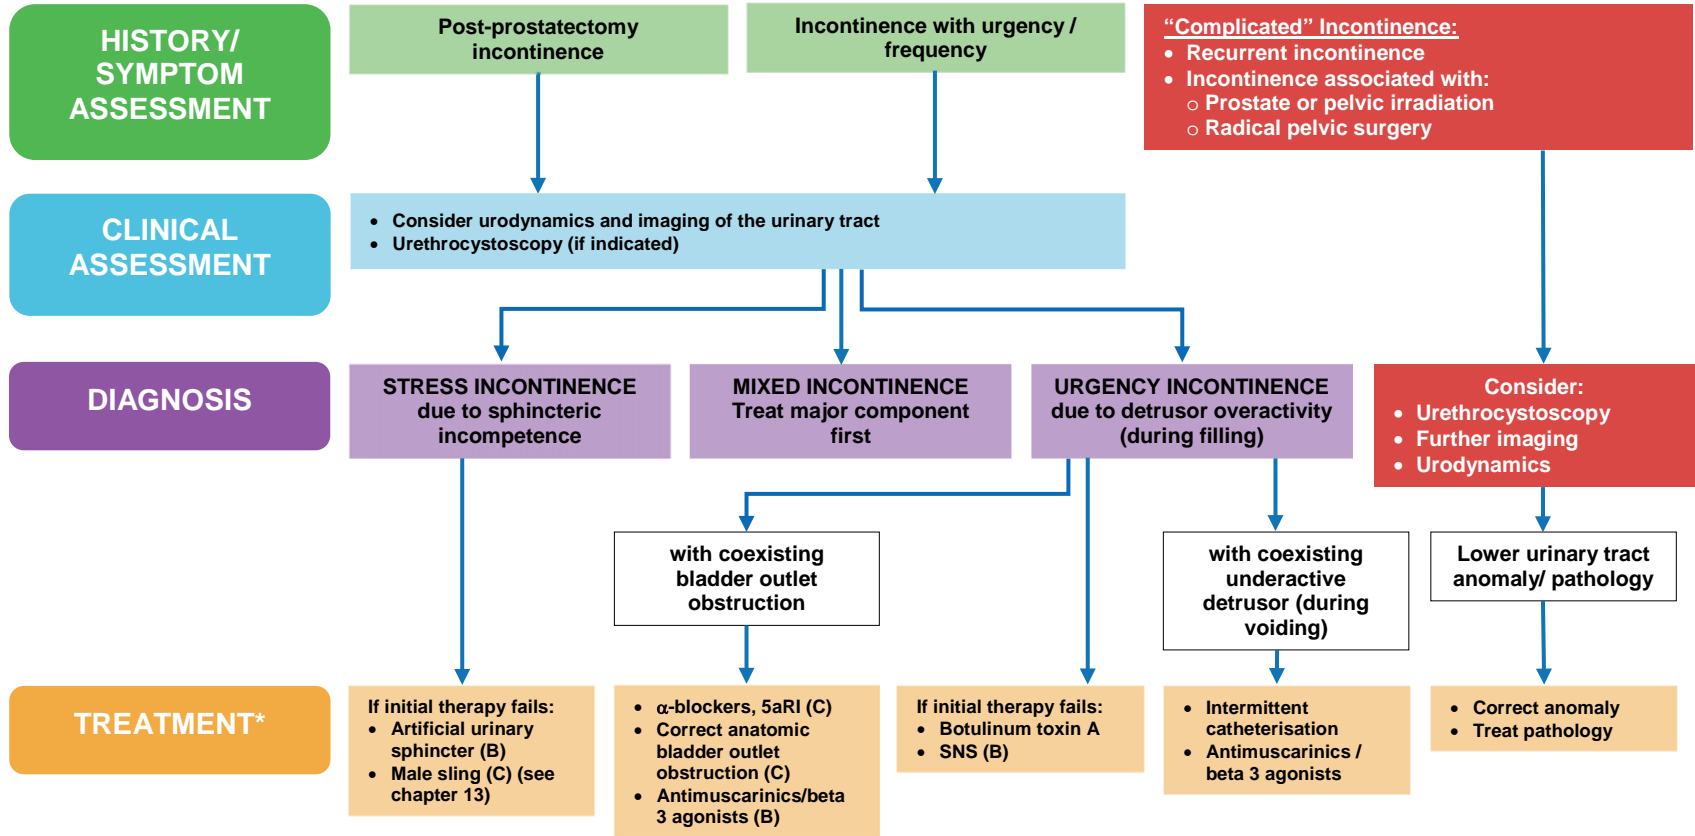 HISTORY/
SYMPTOM
ASSESSMENT
Post-prostatectomy
incontinence
Incontinence with urgency /
frequency
“Complicated” Incontinence:
• Recurrent incontinence
• Incontinence associated with:
o Prostate or pelvic irradiation
o Radical pelvic surgery
CLINICAL
ASSESSMENT
• Consider urodynamics and imaging of the urinary tract
• Urethrocystoscopy (if indicated)
DIAGNOSIS
STRESS INCONTINENCE
due to sphincteric
incompetence
MIXED INCONTINENCE
Treat major component
first
URGENCY INCONTINENCE
due to detrusor overactivity
(during filling)
Consider:
• Urethrocystoscopy
• Further imaging
• Urodynamics
with coexisting
bladder outlet
obstruction
with coexisting
underactive
detrusor (during
voiding)
Lower urinary tract
anomaly/ pathology
TREATMENT*
If initial therapy fails:
• Artificial urinary
sphincter (B)
• Male sling (C) (see
chapter 13)
• α-blockers, 5aRI (C)
• Correct anatomic
bladder outlet
obstruction (C)
• Antimuscarinics/beta
3 agonists (B)
If initial therapy fails:
• Botulinum toxin A
• SNS (B)
• Intermittent
catheterisation
• Antimuscarinics /
beta 3 agonists
• Correct anomaly
• Treat pathology